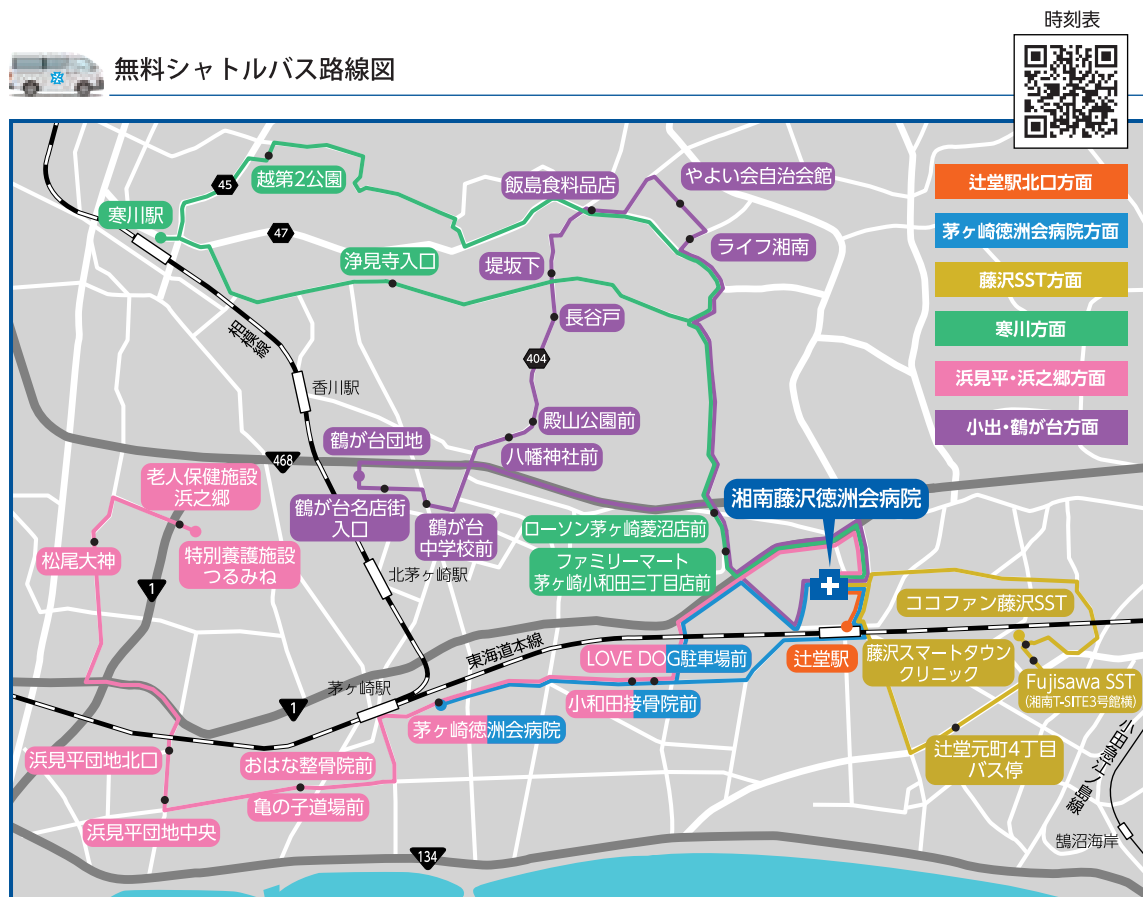 時刻表
無料シャトルバス路線図
辻堂駅北口方面
茅ヶ崎徳洲会病院方面
藤沢SST方面
寒川方面
浜見平・浜之郷方面
小出・鶴が台方面
越第2公園
45
飯島食料品店
やよい会自治会館
寒川駅
47
ライフ湘南
浄見寺入口
堤坂下
長谷戸
相模線
404
香川駅
殿山公園前
鶴が台団地
八幡神社前
468
老人保健施設
浜之郷
湘南藤沢徳洲会病院
鶴が台名店街
入口
鶴が台
中学校前
ローソン茅ヶ崎菱沼店前
松尾大神
特別養護施設
つるみね
ファミリーマート
茅ヶ崎小和田三丁目店前
北茅ヶ崎駅
1
ココファン藤沢SST
東海道本線
LOVE DOG駐車場前
辻堂駅
藤沢スマートタウン
クリニック
茅ヶ崎駅
Fujisawa SST
(湘南T-SITE3号館横)
1
小和田接骨院前
茅ヶ崎徳洲会病院
浜見平団地北口
おはな整骨院前
辻堂元町4丁目
バス停
小田急江ノ島線
亀の子道場前
浜見平団地中央
鵠沼海岸
134